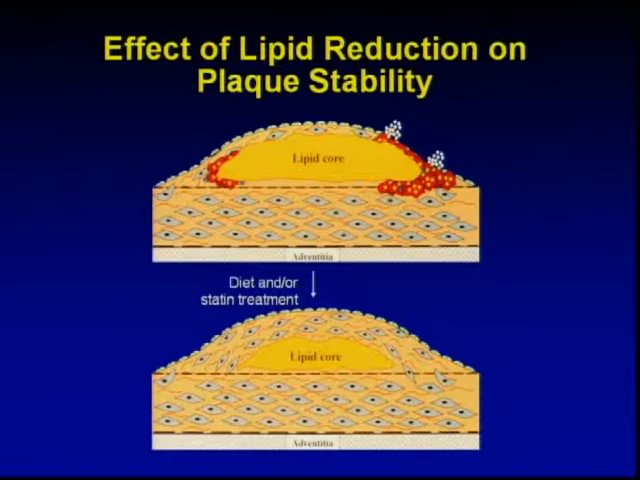 Effect of Lipid Reduction on
Plaque Stability
Lipid core
Adventitia
Diet and/or
statin treatment
Lipid core
Adventitia